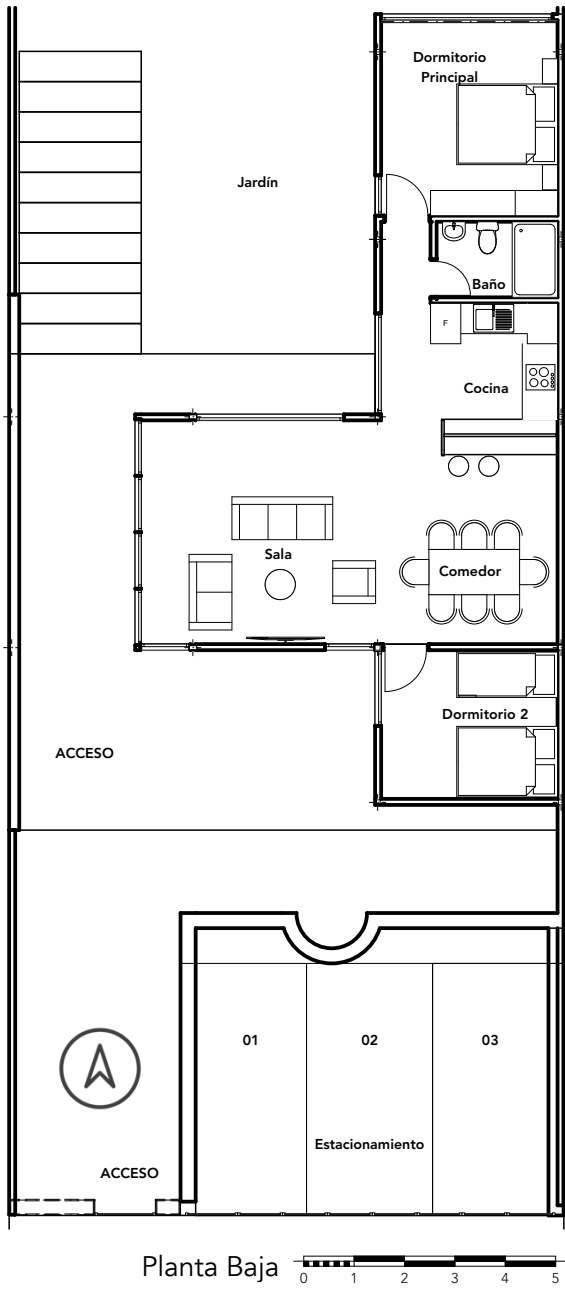 Dormitorio
Principal
Jardín
Baño
F
Cocina
Sala
Comedor
Dormitorio 2
ACCESO
01 02 03
Estacionamiento
ACCESO
Planta Baja
0 1 2 3 4 5